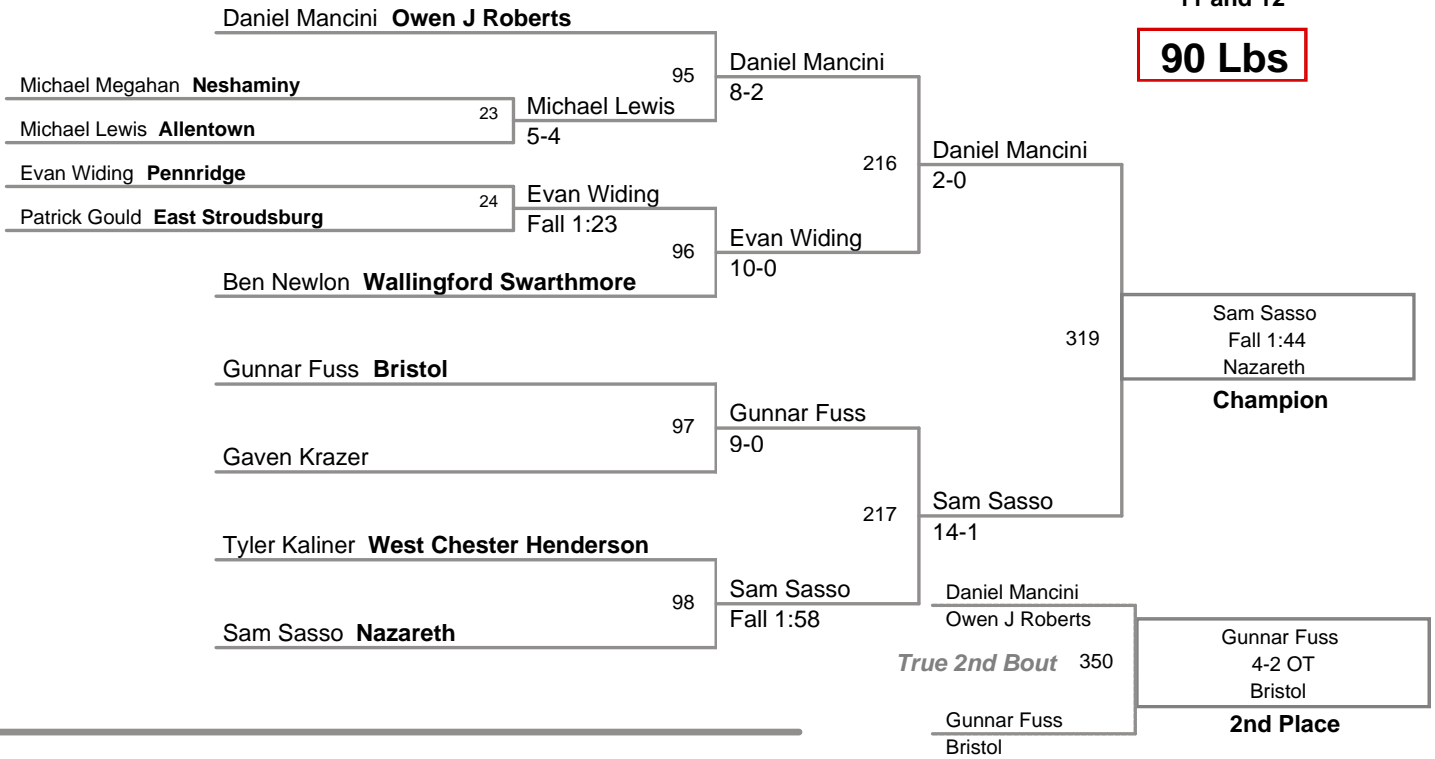 11 and 12
90 Lbs
Daniel Mancini Owen J Roberts
Michael Megahan Neshaminy
Michael Lewis Allentown
Evan Widing Pennridge
Patrick Gould East Stroudsburg
Ben Newlon Wallingford Swarthmore
Gunnar Fuss Bristol
Gaven Krazer
Tyler Kaliner West Chester Henderson
Sam Sasso Nazareth
23
Michael Lewis
5-4
24
Evan Widing
Fall 1:23
95
Daniel Mancini
8-2
96
Evan Widing
10-0
97
Gunnar Fuss
9-0
98
Sam Sasso
Fall 1:58
216
Daniel Mancini
2-0
217
Sam Sasso
14-1
319
Sam Sasso
Fall 1:44
Nazareth
Champion
Daniel Mancini
Owen J Roberts
True 2nd Bout 350
Gunnar Fuss
Bristol
Gunnar Fuss
4-2 OT
Bristol
2nd Place